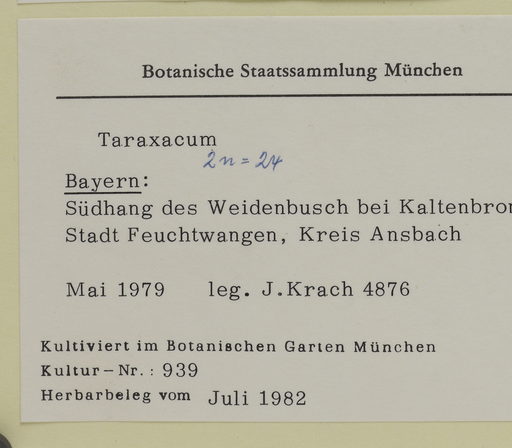 Botanische Staatssammlung München
Taraxacum
2n = 24
Bayern:
Südhang des Weidenbusch bei Kaltenbron
Stadt Feuchtwangen, Kreis Ansbach
Mai 1979 leg. J.Krach 4876
Kultiviert im Botanischen Garten München
Kultur-Nr.: 939
Herbarbeleg vom Juli 1982